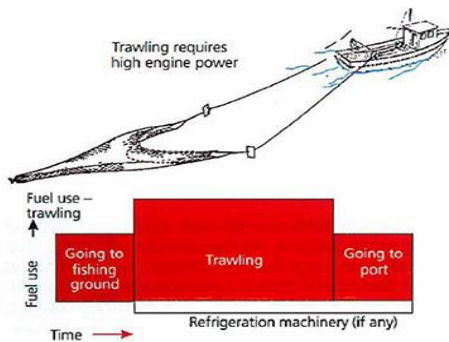 Trawling requires
high engine power
Fuel use –
trawling
Fuel use
Going to
fishing
ground
Trawling
Going to
port
Refrigeration machinery (if any)
Time